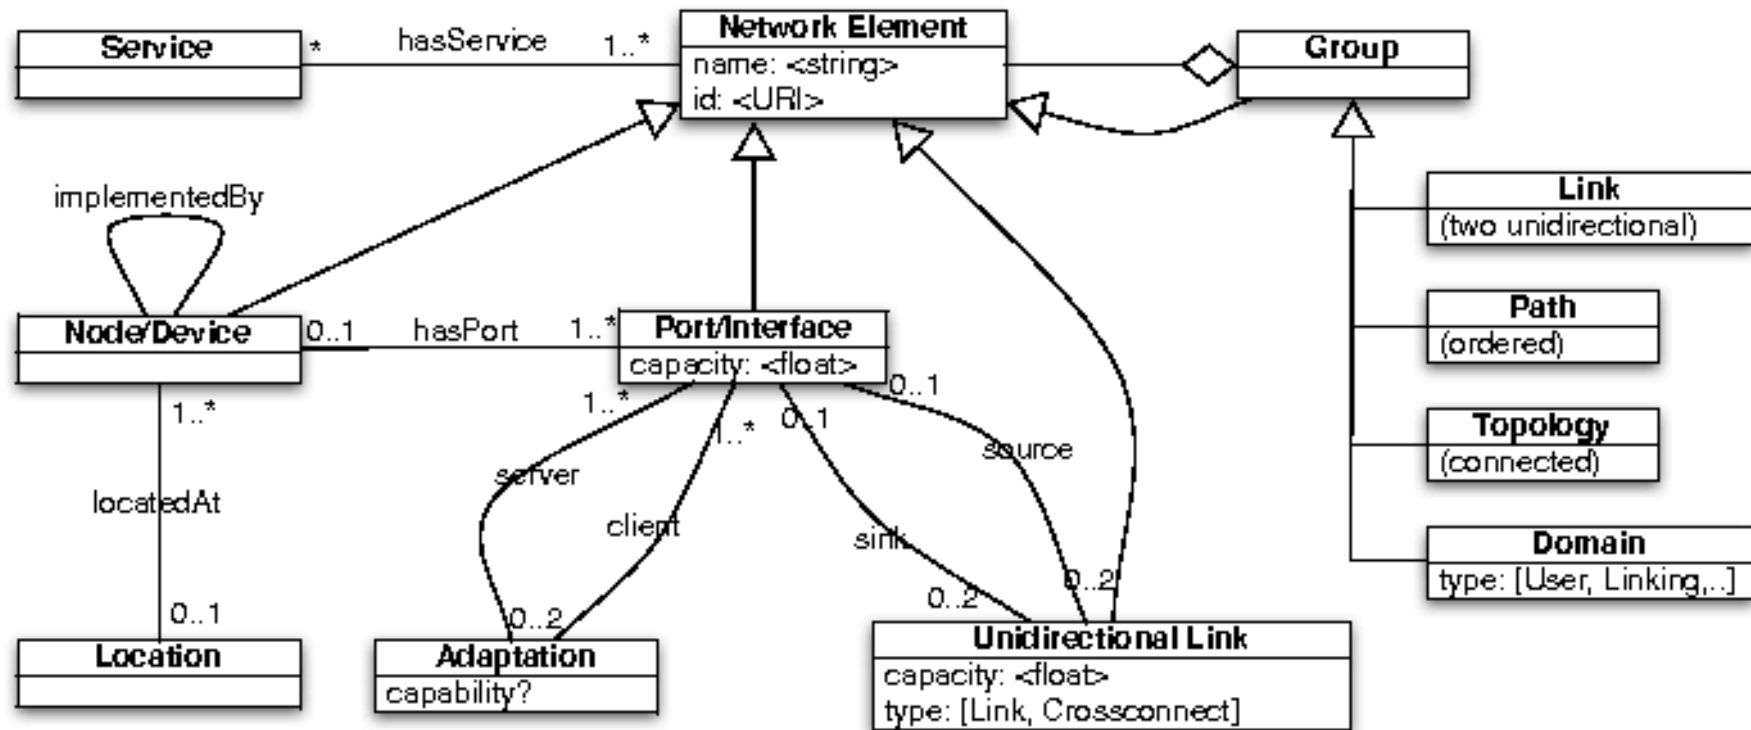 Network Element
name: <string>
id: <URI>
Service
* hasService 1..*
Group
implementedBy
Link
(two unidirectional)
Node/Device
0..1 hasPort 1..*
Port/Interface
capacity: <float>
Path
(ordered)
1..*
1..*
1..*
0..1
0..1
Topology
(connected)
server
client
sink
source
locatedAt
Domain
type: [User, Linking,..]
0..1
0..2
0..2
0..2
Location
Adaptation
capability?
Unidirectional Link
capacity: <float>
type: [Link, Crossconnect]